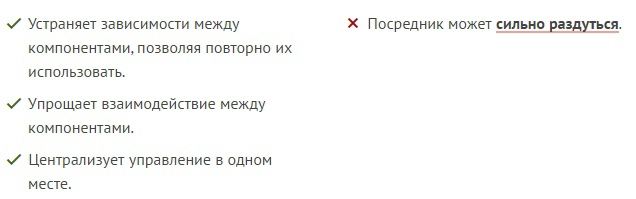 Устраняет зависимости между
компонентами, позволяя повторно их
использовать.
Упрощает взаимодействие между
компонентами.
Централизует управление в одном
месте.
Посредник может сильно раздуться.